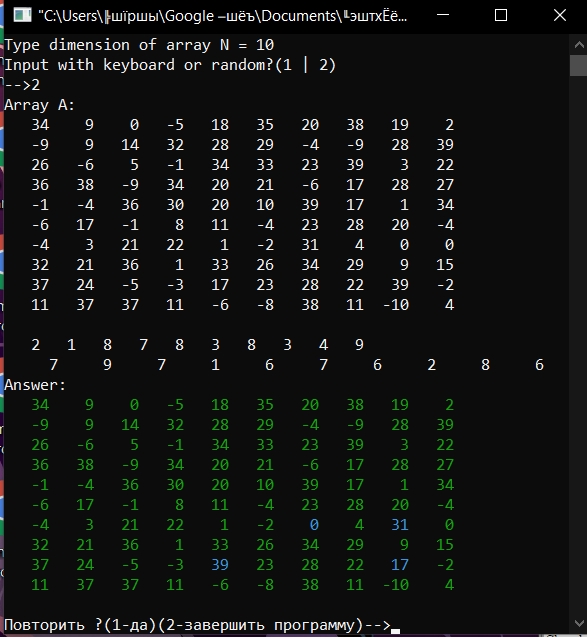 "C:\Users\╠шїршы\Google –шёъ\Documents\╙эштхЁё...
Type dimension of array N = 10
Input with keyboard or random?(1 | 2)
-->2
Array A:
34 9 0 -5 18 35 20 38 19 2
-9 9 14 32 28 29 -4 -9 28 39
26 -6 5 -1 34 33 23 39 3 22
36 38 -9 34 20 21 -6 17 28 27
-1 -4 36 30 20 10 39 17 1 34
-6 17 -1 8 11 -4 23 28 20 -4
-4 3 21 22 1 -2 31 4 0 0
32 21 36 1 33 26 34 29 9 15
37 24 -5 -3 17 23 28 22 39 -2
11 37 37 11 -6 -8 38 11 -10 4
2 1 8 7 8 3 8 3 4 9
7 9 7 1 6 7 6 2 8 6
Answer:
34 9 0 -5 18 35 20 38 19 2
-9 9 14 32 28 29 -4 -9 28 39
26 -6 5 -1 34 33 23 39 3 22
36 38 -9 34 20 21 -6 17 28 27
-1 -4 36 30 20 10 39 17 1 34
-6 17 -1 8 11 -4 23 28 20 -4
-4 3 21 22 1 -2 0 4 31 0
32 21 36 1 33 26 34 29 9 15
37 24 -5 -3 39 23 28 22 17 -2
11 37 37 11 -6 -8 38 11 -10 4
Повторить ?(1-да)(2-завершить программу)-->